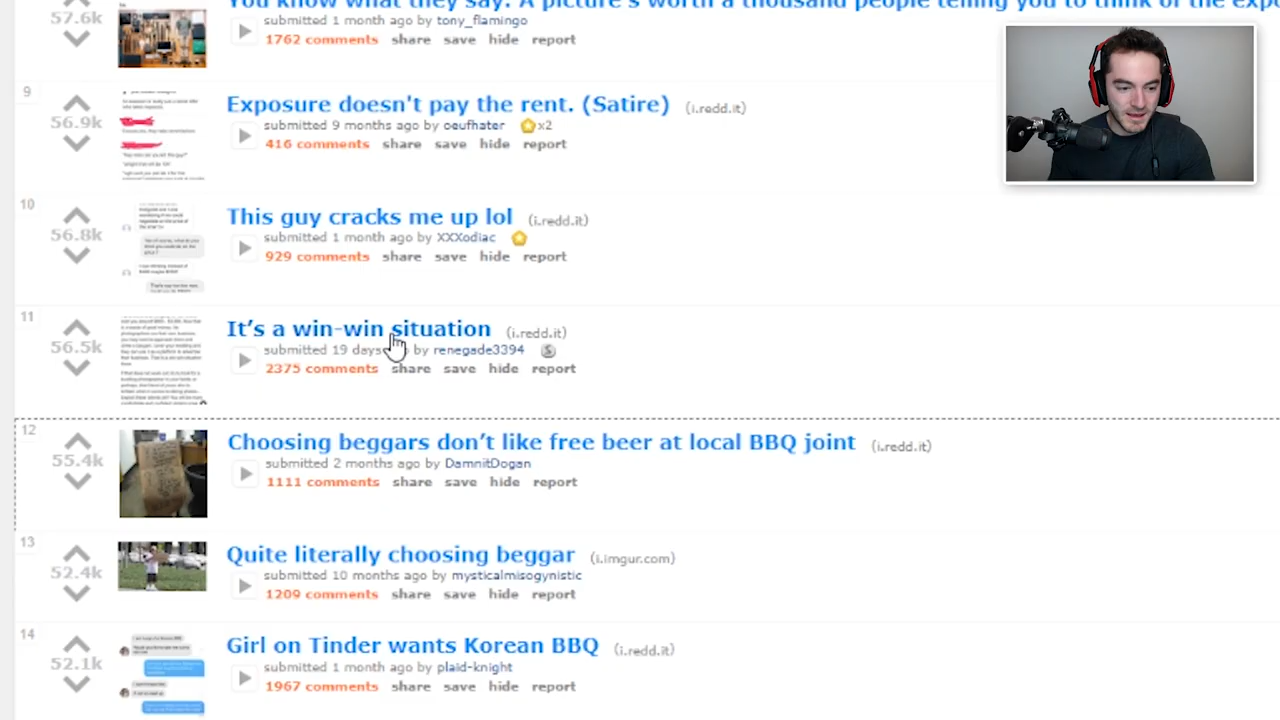 57.6k
You know what they say. A picture's worth a thousand people telling you to think of the expo
submitted 1 month ago by tony_flamingo
1762 comments share save hide report
9
56.9k
Exposure doesn't pay the rent. (Satire) (i.redd.it)
submitted 9 months ago by oeufhater x2
416 comments share save hide report
10
56.8k
This guy cracks me up lol (i.redd.it)
submitted 1 month ago by XXXodiac
929 comments share save hide report
11
56.5k
It's a win-win situation (i.redd.it)
submitted 19 days by renegade3394 S
2375 comments share save hide report
12
55.4k
Choosing beggars don't like free beer at local BBQ joint (i.redd.it)
submitted 2 months ago by DamnitDogan
1111 comments share save hide report
13
52.4k
Quite literally choosing beggar (i.imgur.com)
submitted 10 months ago by mysticalmisogynistic
1209 comments share save hide report
14
52.1k
Girl on Tinder wants Korean BBQ (i.redd.it)
submitted 1 month ago by plaid-knight
1967 comments share save hide report